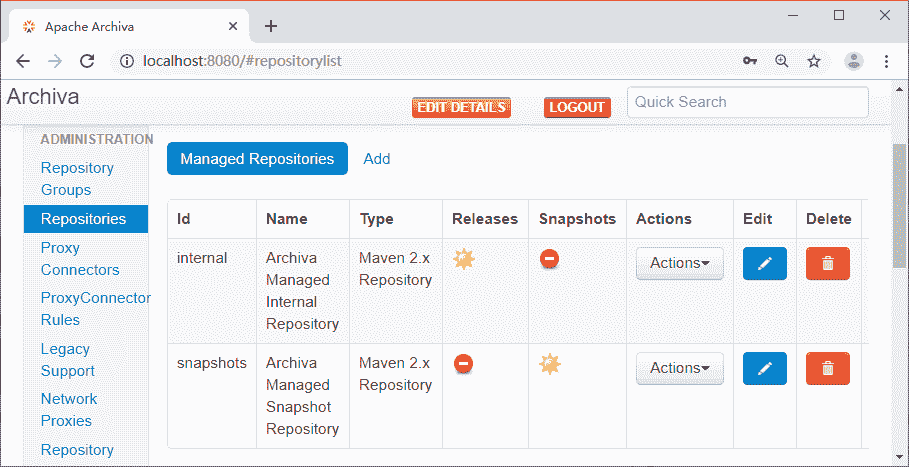 Apache Archiva
localhost:8080/#repositorylist
Archiva
EDIT DETAILS
LOGOUT
Quick Search
ADMINISTRATION
Repository
Groups
Repositories
Proxy
Connectors
ProxyConnector
Rules
Legacy
Support
Network
Proxies
Repository
Managed Repositories
Add
Id Name Type Releases Snapshots Actions Edit Delete
internal Archiva Maven 2.x Actions
Managed Repository
Internal
Repository
snapshots Archiva Maven 2.x Actions
Managed Repository
Snapshot
Repository